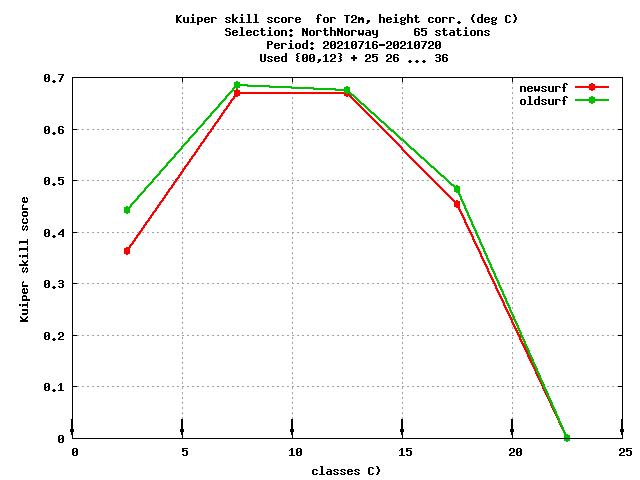 Kuiper skill score  for T2m, height corr. (deg C)
Selection: NorthNorway     65 stations
Period: 20210716-20210720
Used {00,12} + 25 26 ... 36
newsurf
oldsurf
0.7
0.6
0.5
0.4
0.3
0.2
0.1
0
Kuiper skill score
0 5 10 15 20 25
classes C)